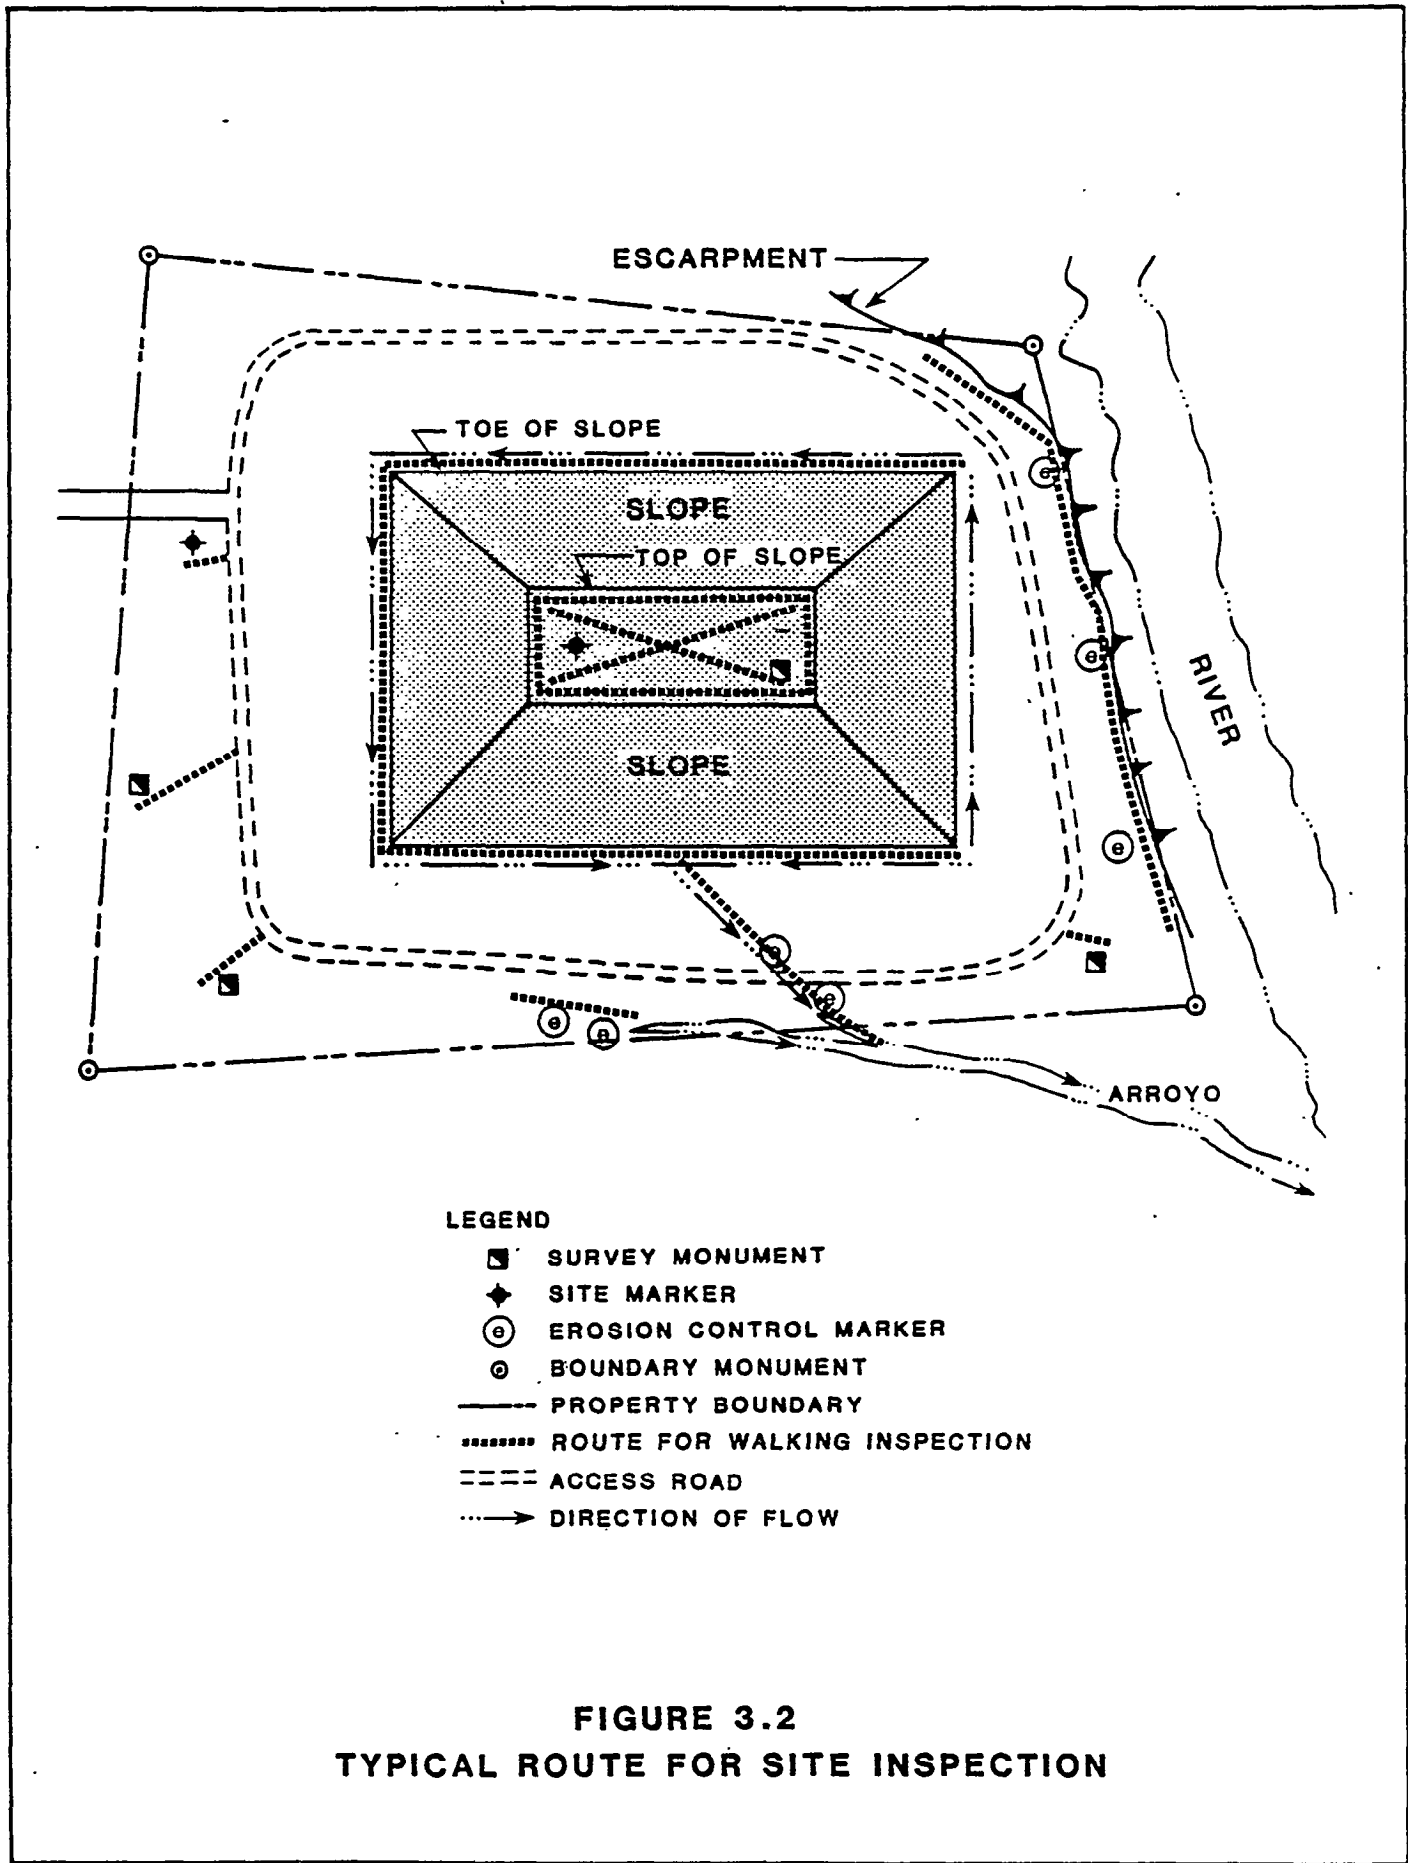 ESCARPMENT
TOE OF SLOPE
SLOPE
TOP OF SLOPE
SLOPE
RIVER
e
e
e
e
e
e
e
ARROYO
LEGEND
SURVEY MONUMENT
SITE MARKER
e EROSION CONTROL MARKER
BOUNDARY MONUMENT
PROPERTY BOUNDARY
ROUTE FOR WALKING INSPECTION
ACCESS ROAD
DIRECTION OF FLOW
FIGURE 3.2
TYPICAL ROUTE FOR SITE INSPECTION